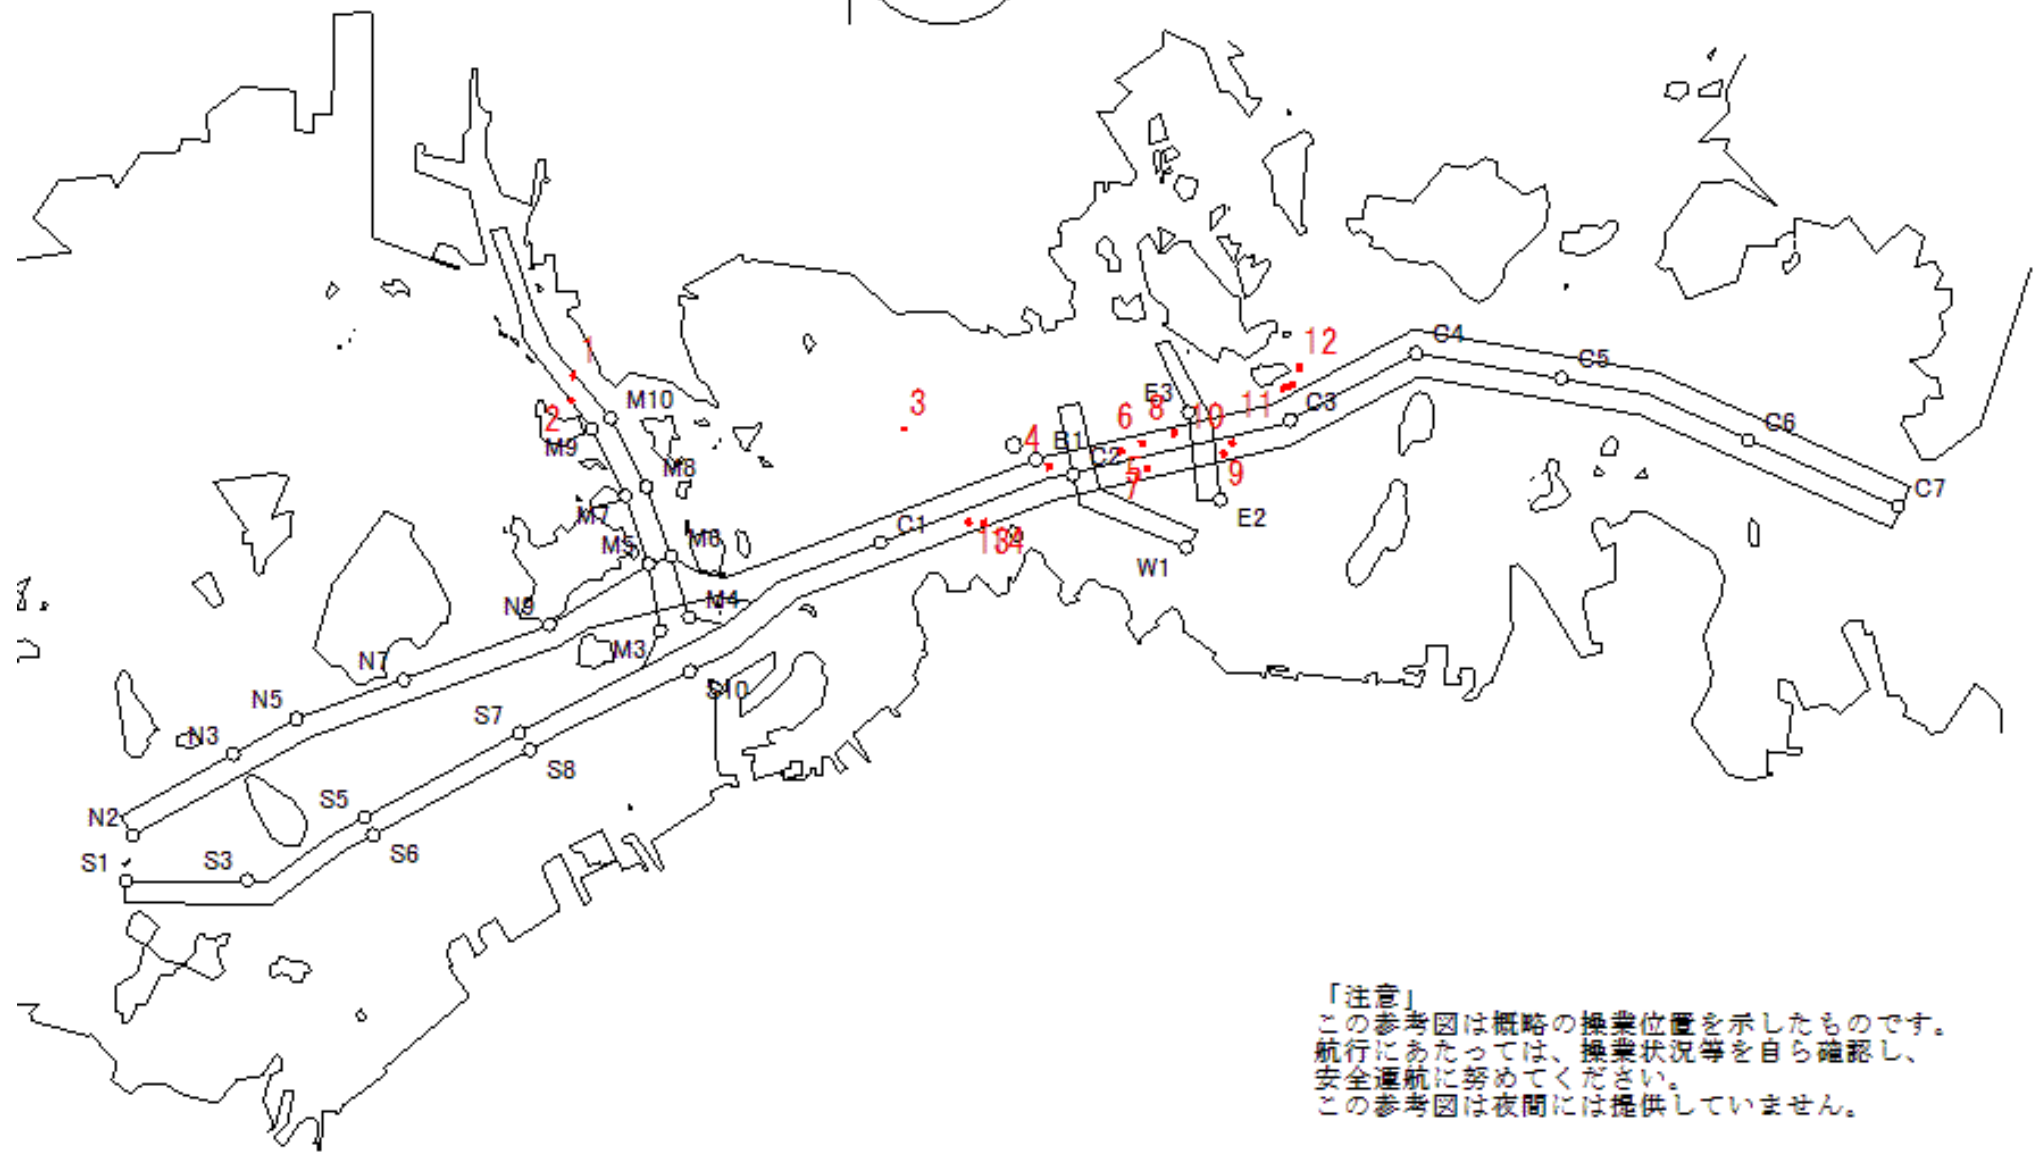 1
12
C4
C5
M10
2
3
E3
11
C3
6
8
10
C6
M9
4
B1
C2
M8
5
9
7
C7
M7
E2
C1
M5
M6
13
14
W1
N9
M4
M3
N7
S10
N5
S7
N3
S8
S5
N2
S6
S1
S3
「注意」
この参考図は概略の操業位置を示したものです。
航行にあたっては、操業状況等を自ら確認し、
安全運航に努めてください。
この参考図は夜間には提供していません。